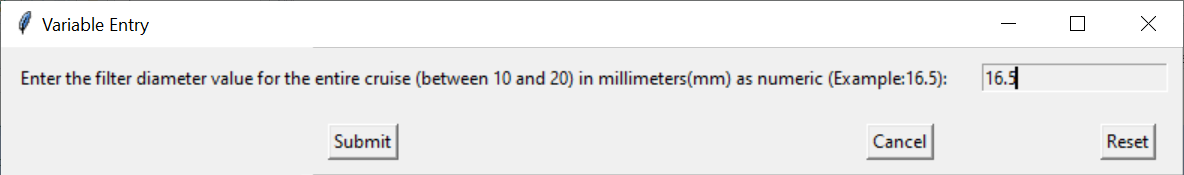 Variable Entry
Enter the filter diameter value for the entire cruise (between 10 and 20) in millimeters(mm) as numeric (Example:16.5): 16.5
Submit Cancel Reset